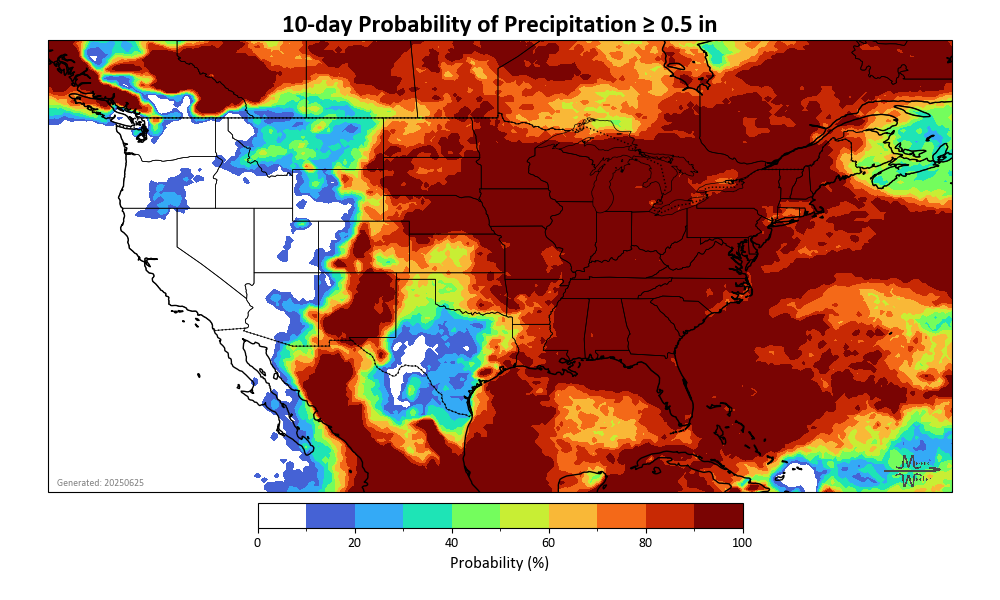 10-day Probability of Precipitation ≥ 0.5 in
Generated: 20250625
0 20 40 60 80 100
Probability (%)